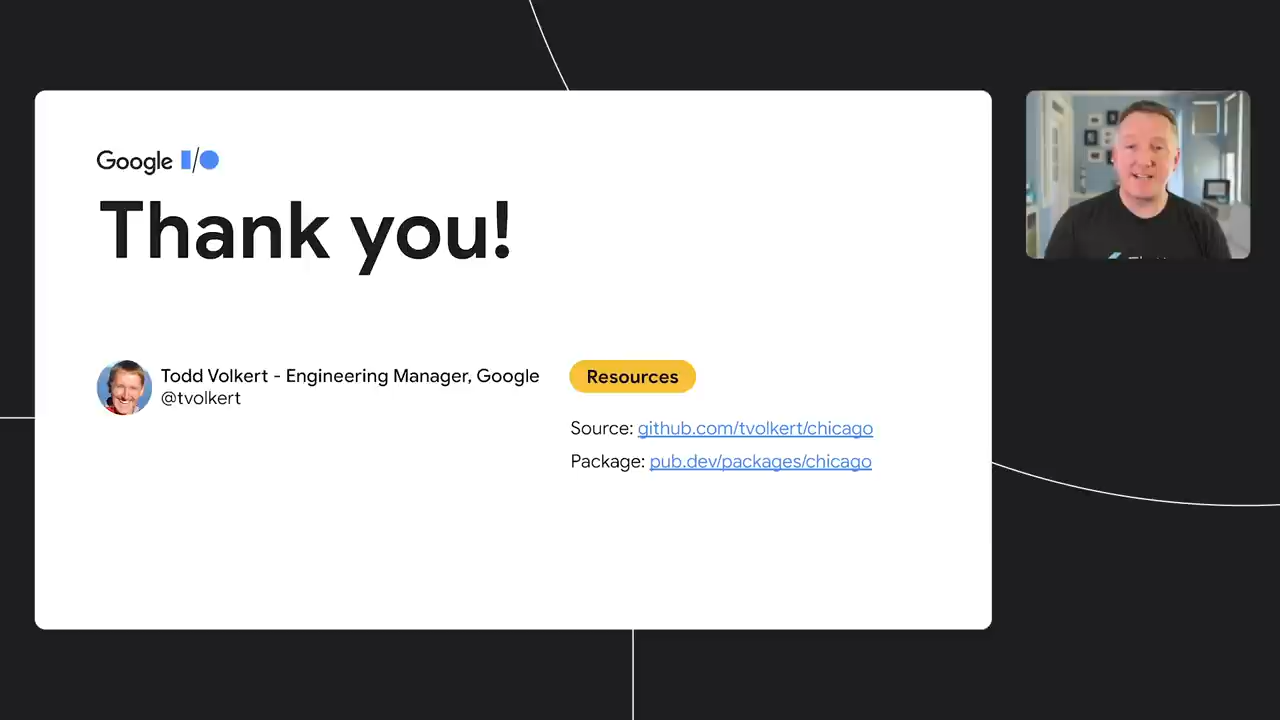 Google I/O
Thank you!
Todd Volkert - Engineering Manager, Google
@tvolkert
Resources
Source: github.com/tvolkert/chicago
Package: pub.dev/packages/chicago